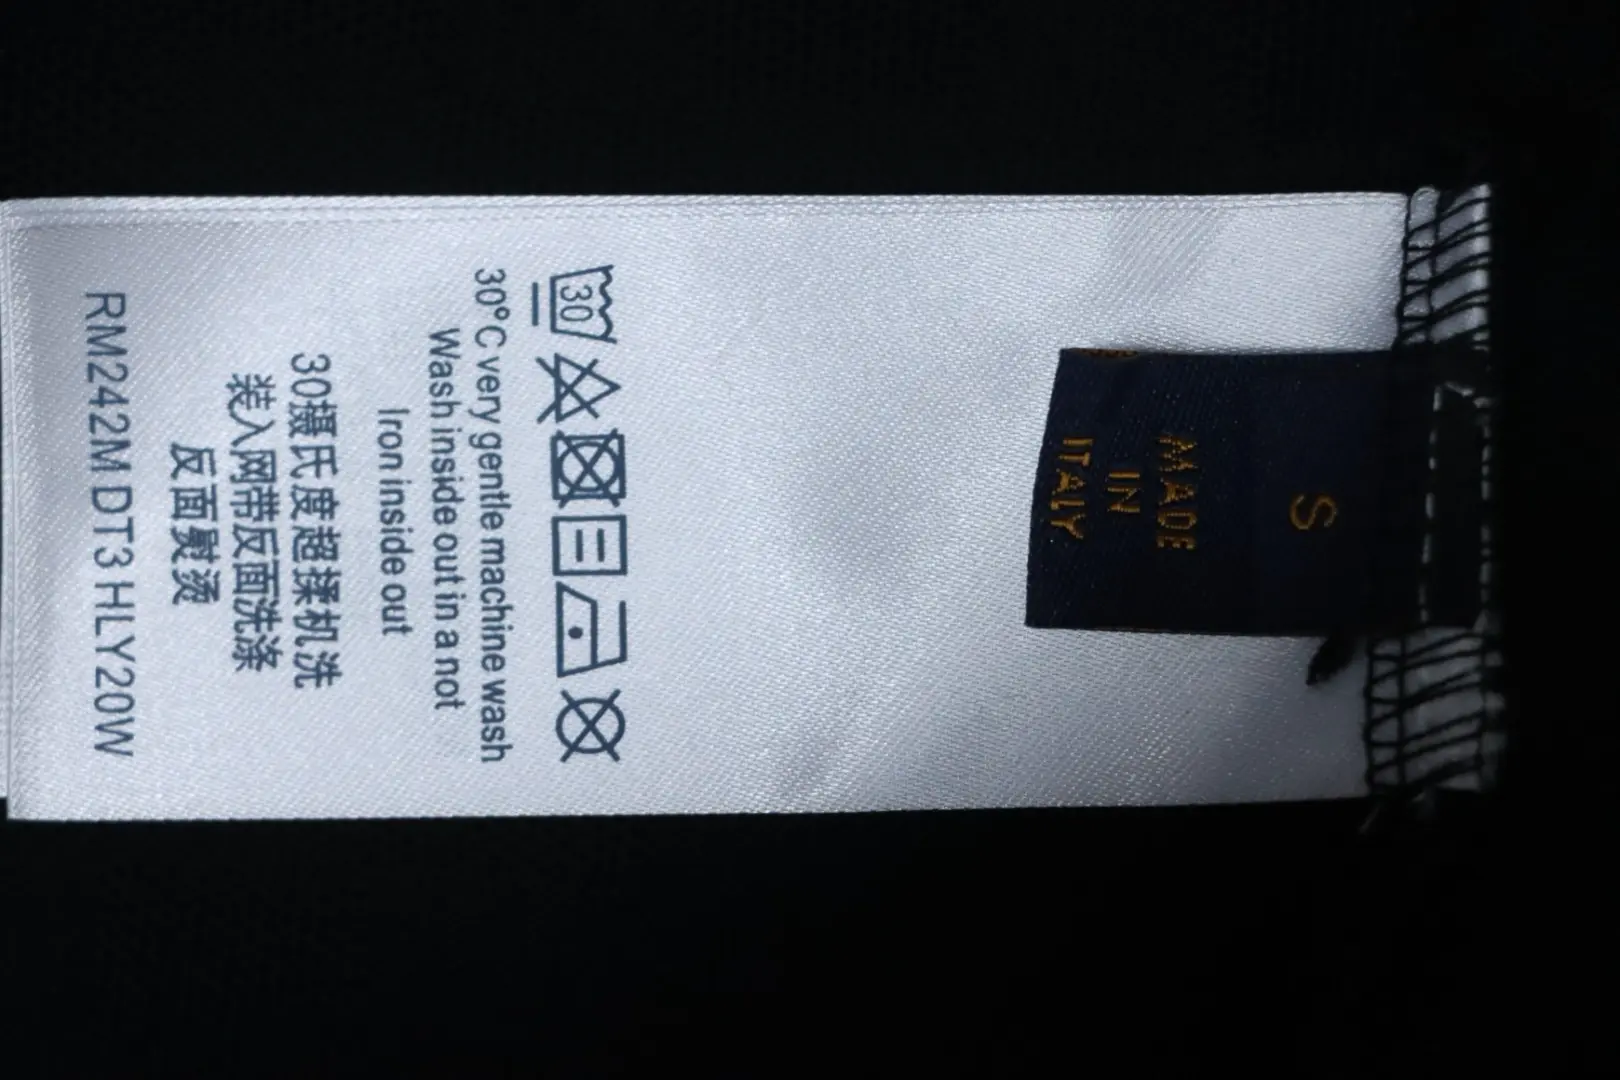 S
MADE
IN
ITALY
30
30°C very gentle machine wash
Wash inside out in a not
Iron inside out
30摄氏度超揉机洗
装入网带反面洗涤
反面熨烫
RM242M DT3 HLY20W